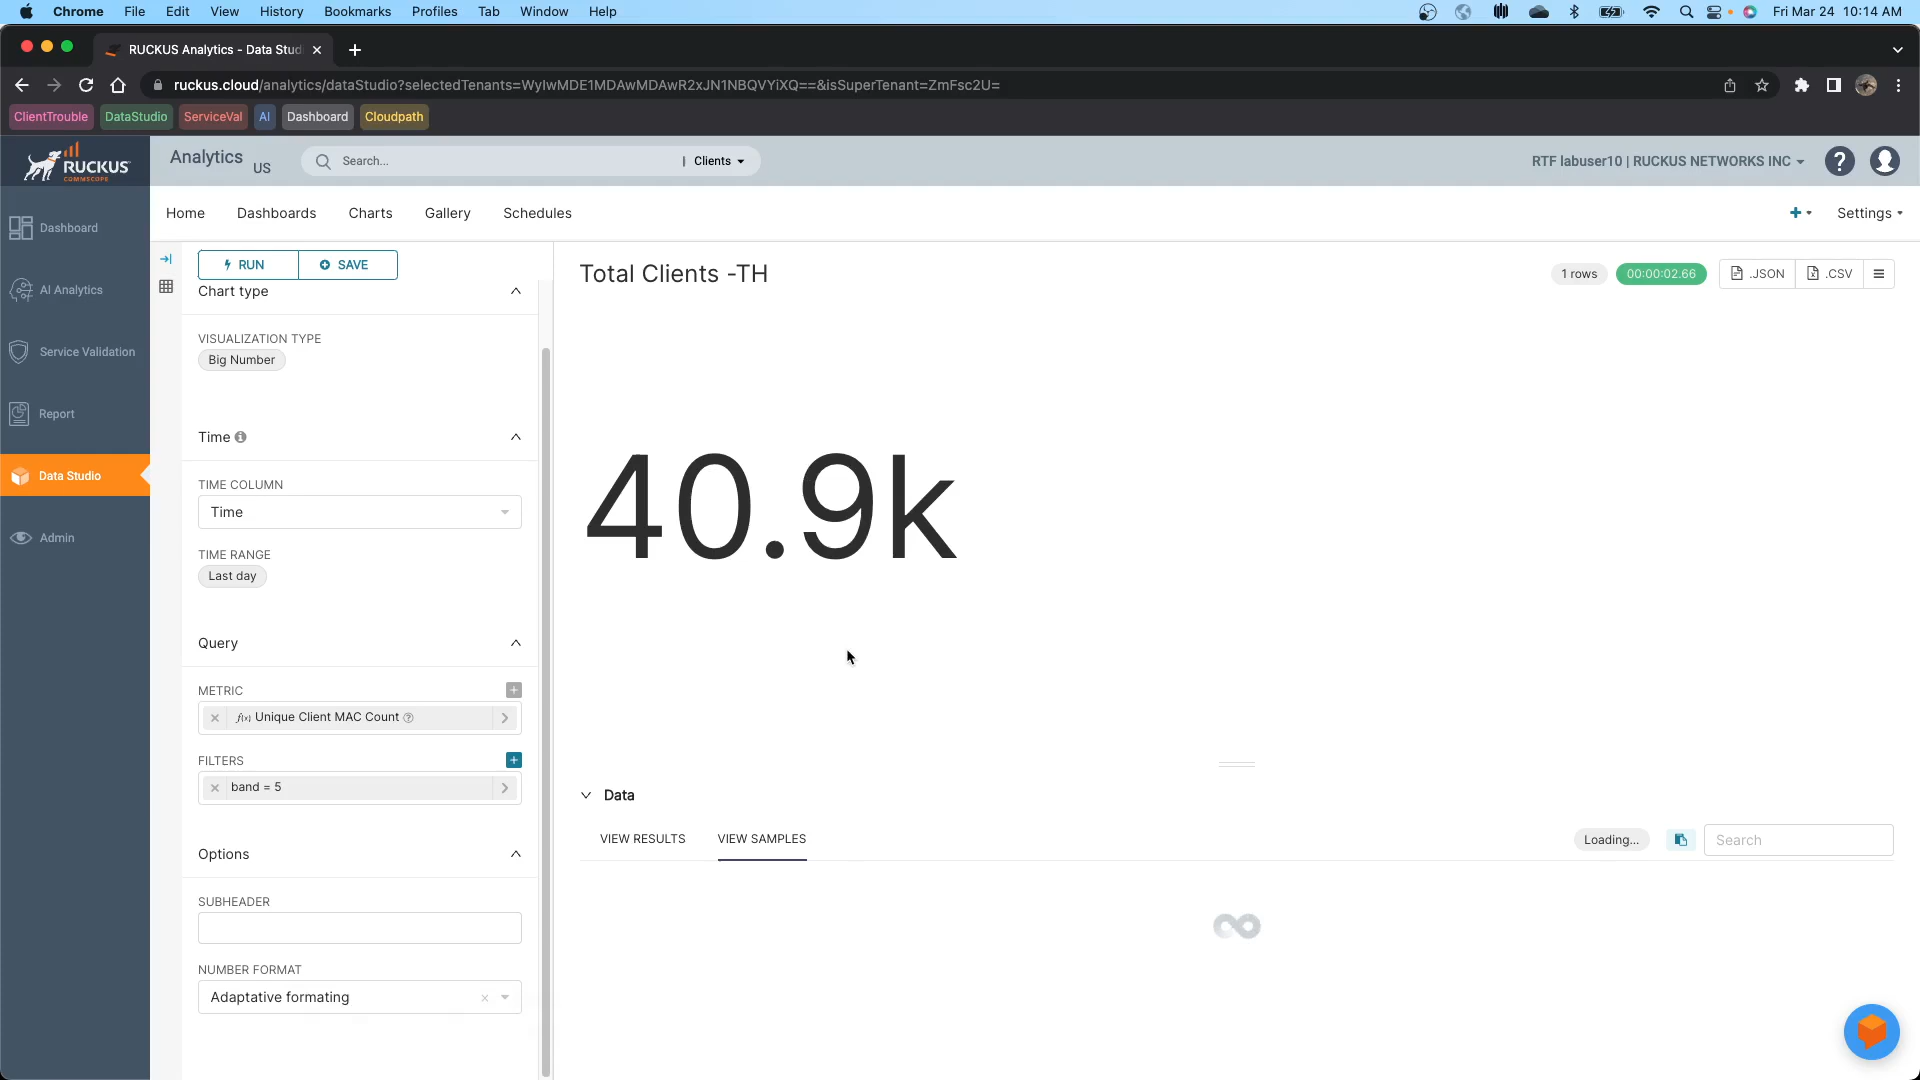 Chrome File Edit View History Bookmarks Profiles Tab Window Help Fri Mar 24 10:14 AM
RUCKUS Analytics - Data Studi
ruckus.cloud/analytics/dataStudio?selectedTenants=WyIwMDE1MDAwMDAwR2xJN1NBQVYiXQ==&isSuperTenant=ZmFsc2U=
ClientTrouble DataStudio ServiceVal AI Dashboard Cloudpath
RUCKUS
COMMSCOPE
Analytics US Search... | Clients RTF labuser10 | RUCKUS NETWORKS INC ?
Home Dashboards Charts Gallery Schedules + Settings
Dashboard
AI Analytics
Service Validation
Report
Data Studio
Admin
RUN SAVE
Chart type
VISUALIZATION TYPE
Big Number
Time
TIME COLUMN
Time
TIME RANGE
Last day
Query
METRIC
f(x) Unique Client MAC Count
FILTERS
band = 5
Options
SUBHEADER
NUMBER FORMAT
Adaptative formating
Total Clients -TH
1 rows 00:00:02.66 .JSON .CSV
40.9k
Data
VIEW RESULTS VIEW SAMPLES Loading... Search